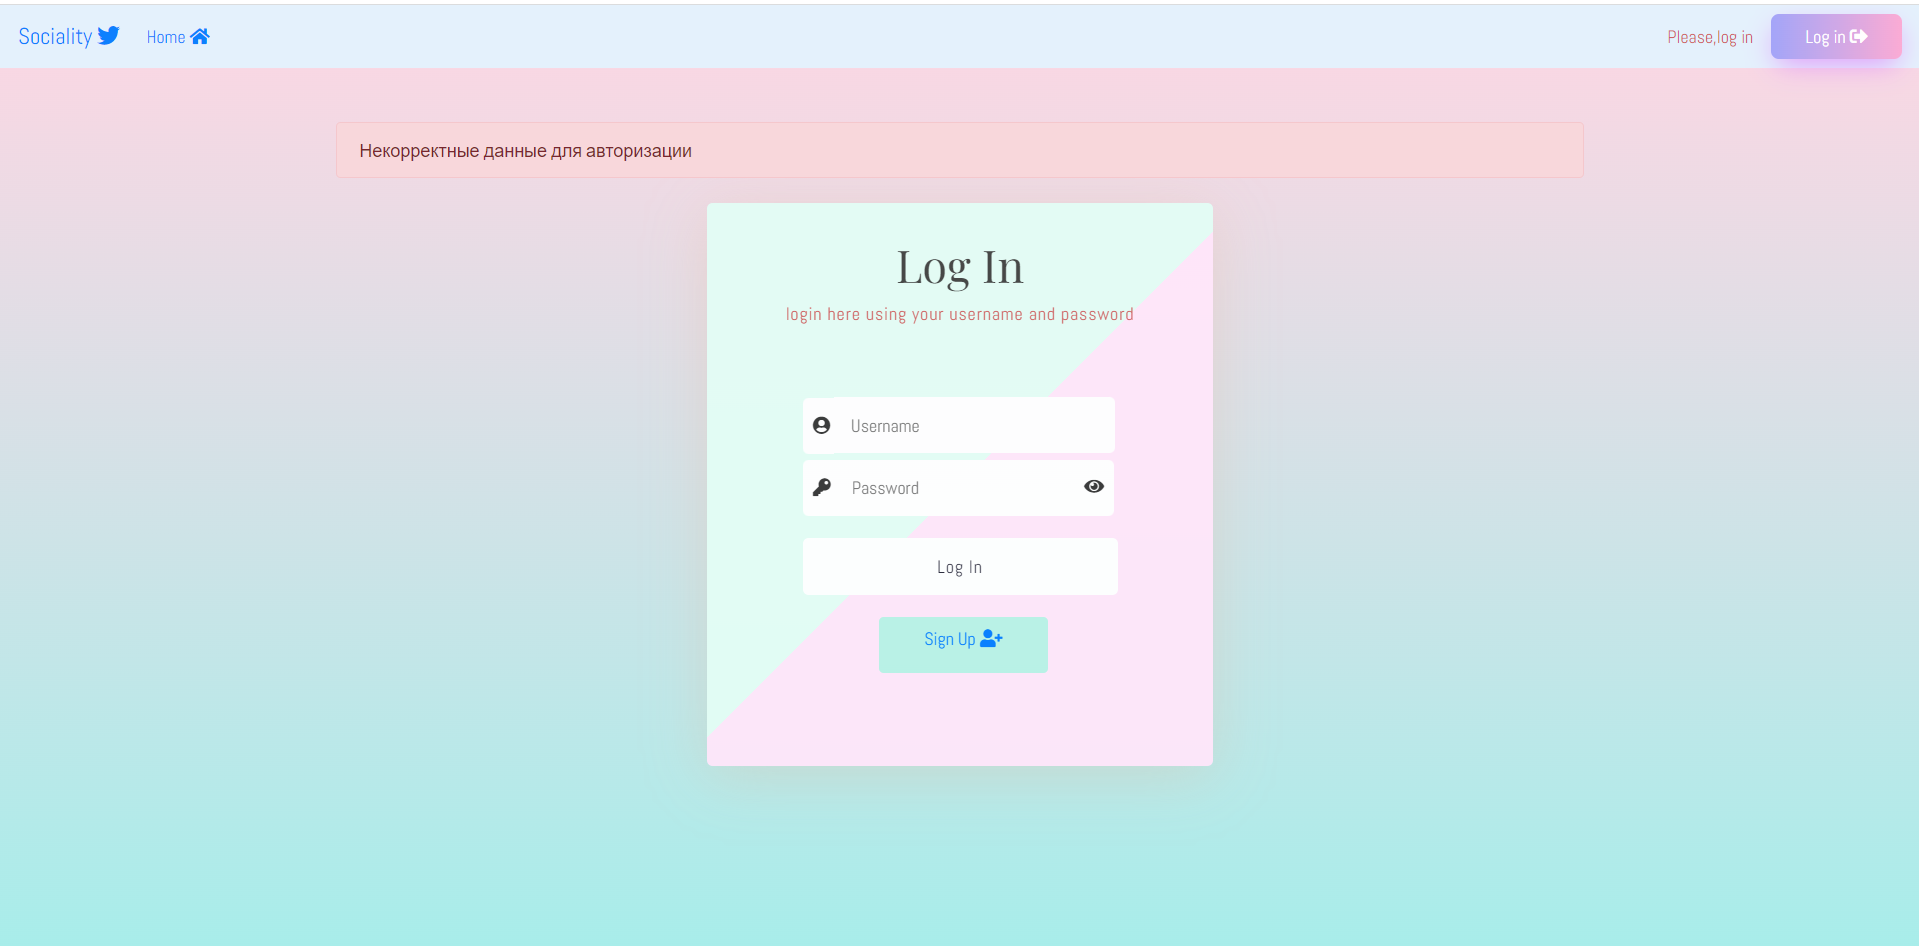 Sociality
Home
Please,log in
Log in
Некорректные данные для авторизации
Log In
login here using your username and password
Username
Password
Log In
Sign Up